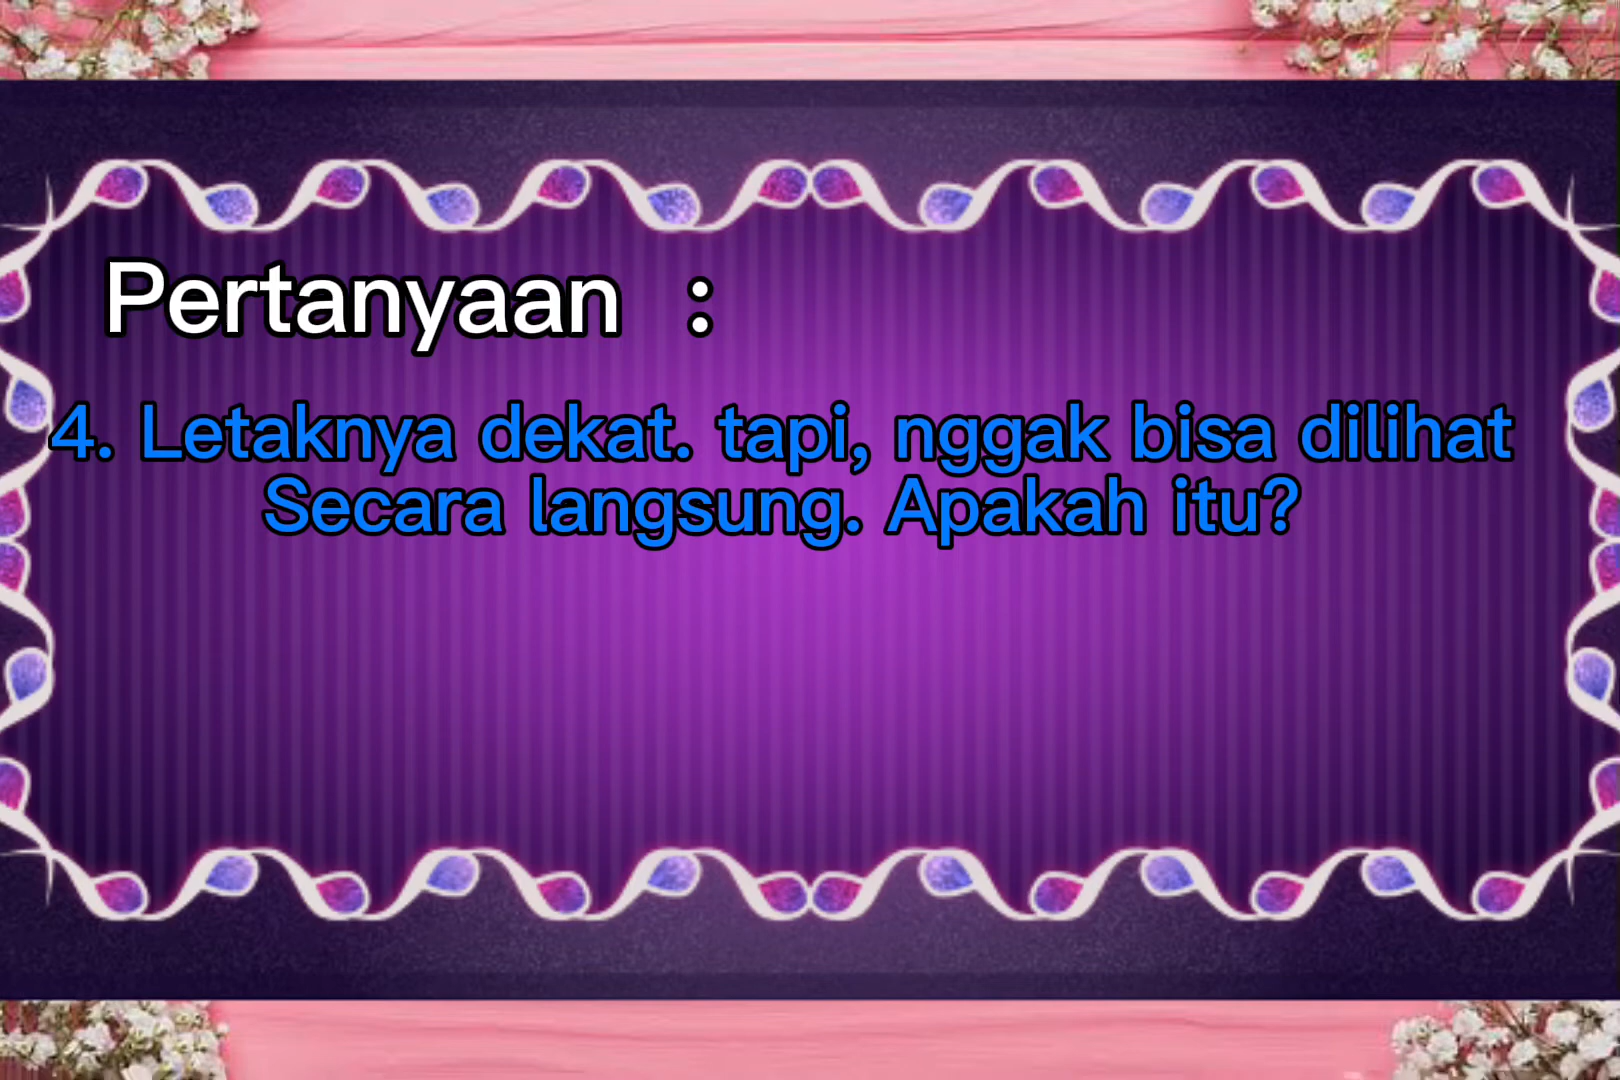 Pertanyaan :
4. Letaknya dekat. tapi, nggak bisa dilihat
Secara langsung. Apakah itu?